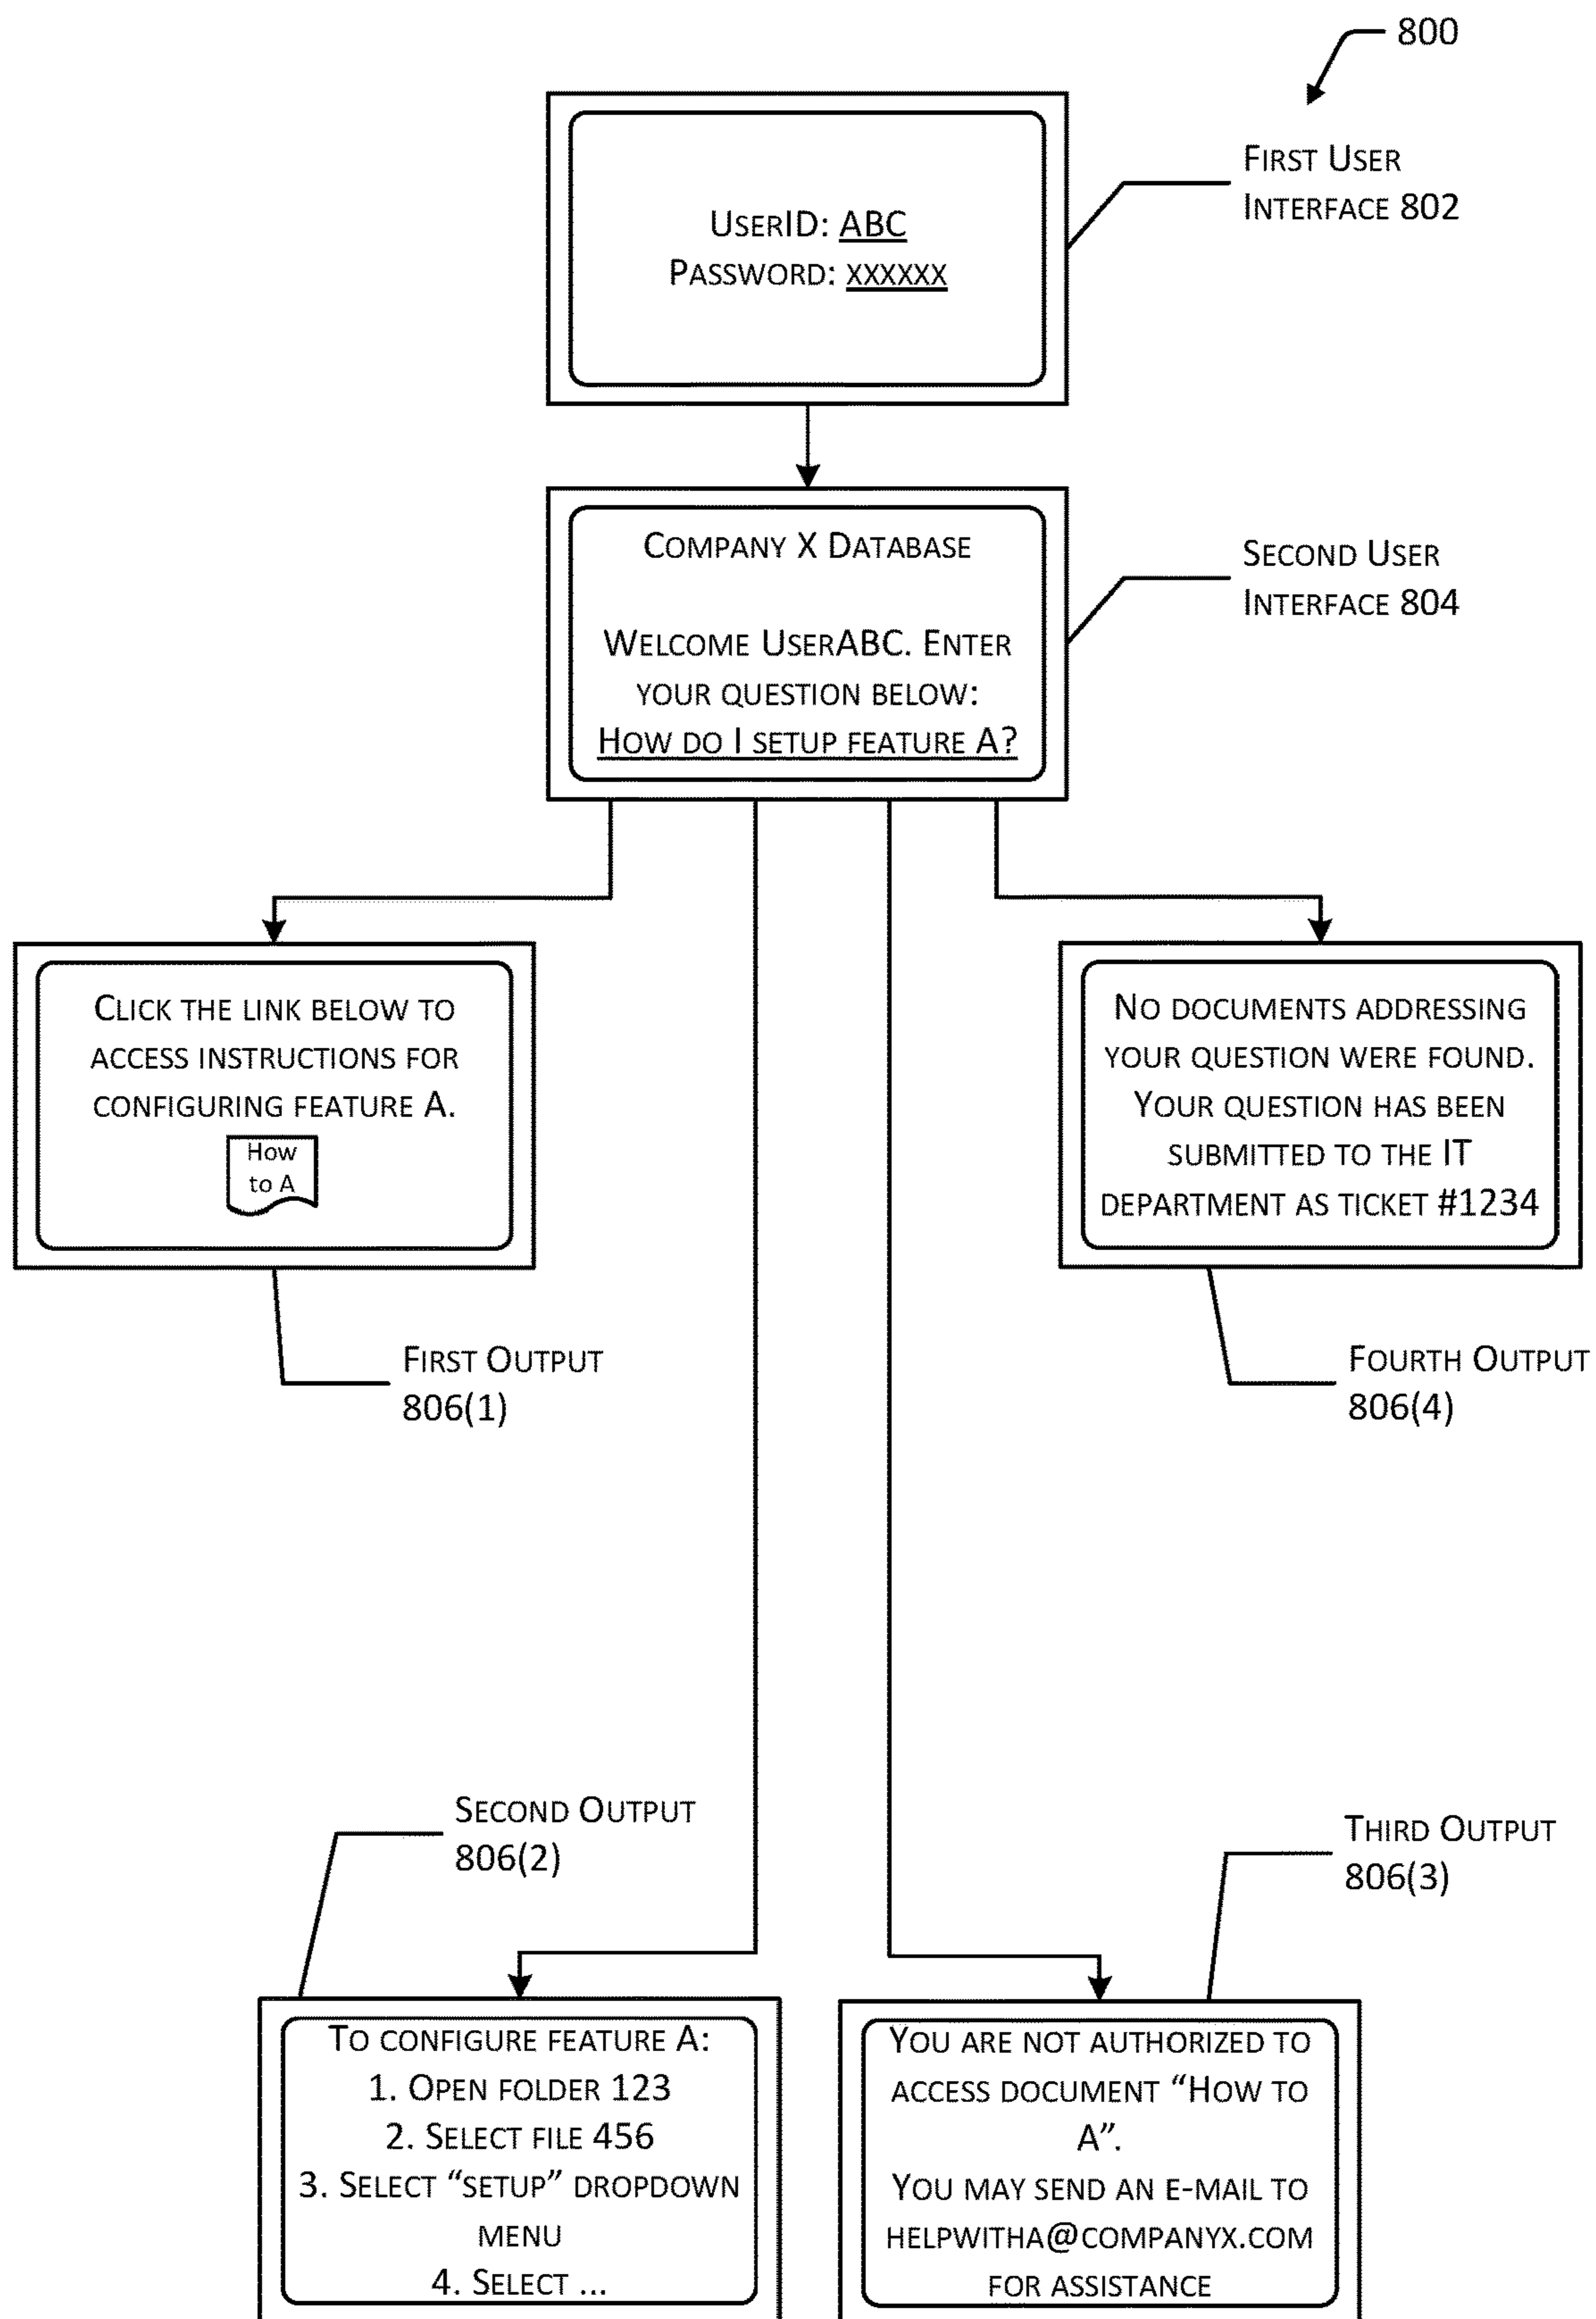 800
First User
Interface 802
UserID: ABC
Password: xxxxxx
Company X Database
Welcome UserABC. Enter
your question below:
How do I setup feature A?
Second User
Interface 804
Click the link below to
access instructions for
configuring feature A.
How
to A
First Output
806(1)
No documents addressing
your question were found.
Your question has been
submitted to the IT
department as ticket #1234
Fourth Output
806(4)
Second Output
806(2)
Third Output
806(3)
To configure feature A:
1. Open folder 123
2. Select file 456
3. Select “setup” dropdown
menu
4. Select ...
You are not authorized to
access document “How to
A”.
You may send an e-mail to
helpwitha@companyx.com
for assistance